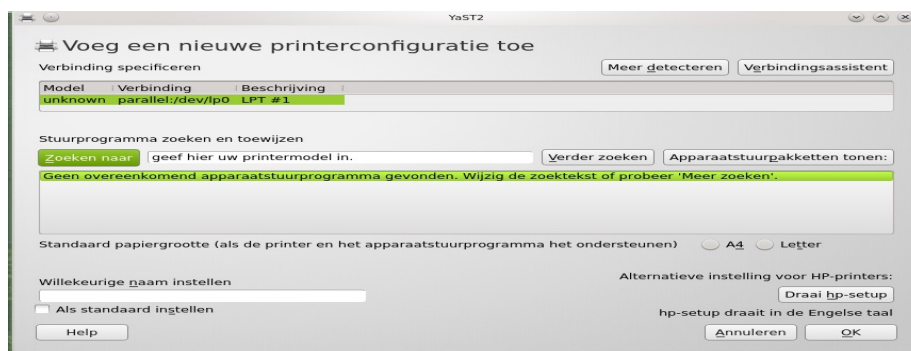 YaST2
Voeg een nieuwe printerconfiguratie toe
Verbinding specificeren
Meer detecteren
Verbindingsassistent
Model Verbinding Beschrijving
unknown parallel:/dev/lp0 LPT #1
Stuurprogramma zoeken en toewijzen
Zoeken naar
geef hier uw printermodel in.
Verder zoeken
Apparaatstuurpakketten tonen:
Geen overeenkomend apparaatstuurprogramma gevonden. Wijzig de zoektekst of probeer 'Meer zoeken'.
Standaard papiergrootte (als de printer en het apparaatstuurprogramma het ondersteunen) A4 Letter
Willekeurige naam instellen
Alternatieve instelling voor HP-printers:
Draai hp-setup
Als standaard instellen
hp-setup draait in de Engelse taal
Help
Annuleren
OK